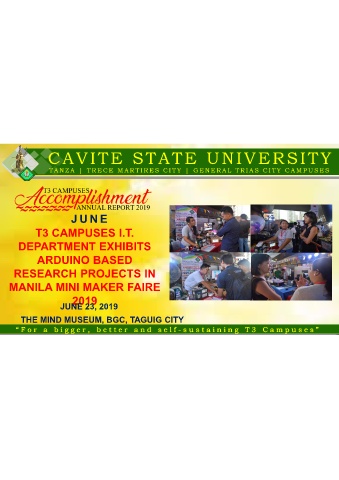 CAVITE STATE UNIVERSITY
TANZA | TRECE MARTIRES CITY | GENERAL TRIAS CITY CAMPUSES
T3 CAMPUSES
Accomplishment
ANNUAL REPORT 2019
JUNE
T3 CAMPUSES I.T.
DEPARTMENT EXHIBITS
ARDUINO BASED
RESEARCH PROJECTS IN
MANILA MINI MAKER FAIRE
2019
JUNE 23, 2019
THE MIND MUSEUM, BGC, TAGUIG CITY
"For a bigger, better and self-sustaining T3 Campuses"